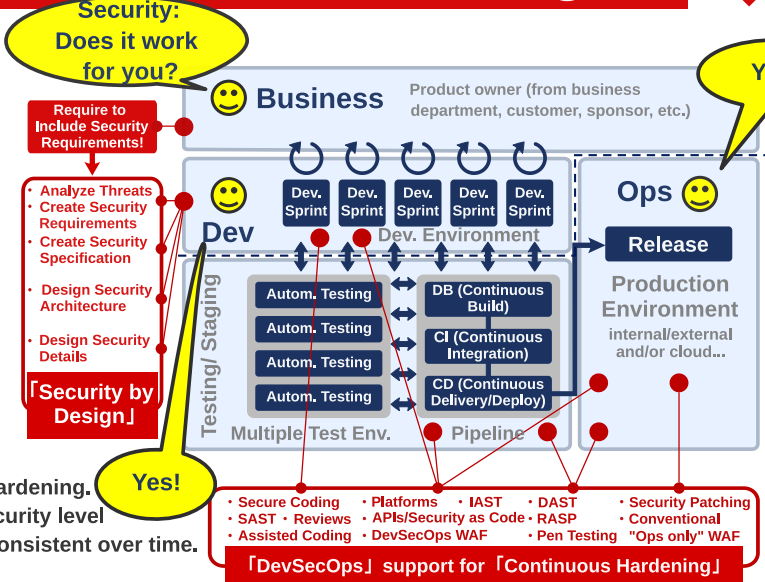 Security:
Does it work
for you?
Business
Product owner (from business
department, customer, sponsor, etc.)
Require to
Include Security
Requirements!
・ Analyze Threats
・ Create Security
Requirements
・ Create Security
Specification
・ Design Security
Architecture
・ Design Security
Details
「Security by
Design」
Dev
Dev.
Sprint
Dev.
Sprint
Dev.
Sprint
Dev.
Sprint
Dev.
Sprint
Dev. Environment
Ops
Release
Production
Environment
internal/external
and/or cloud...
Testing/ Staging
Autom. Testing
Autom. Testing
Autom. Testing
Autom. Testing
Multiple Test Env.
DB (Continuous
Build)
CI (Continuous
Integration)
CD (Continuous
Delivery/Deploy)
Pipeline
Yes!
ardening.
curity level
onsistent over time.
・ Secure Coding
・ SAST ・ Reviews
・ Assisted Coding
・ Platforms ・ IAST
・ APIs/Security as Code
・ DevSecOps WAF
・ DAST
・ RASP
・ Pen Testing
・ Security Patching
・ Conventional
"Ops only" WAF
「DevSecOps」 support for 「Continuous Hardening」